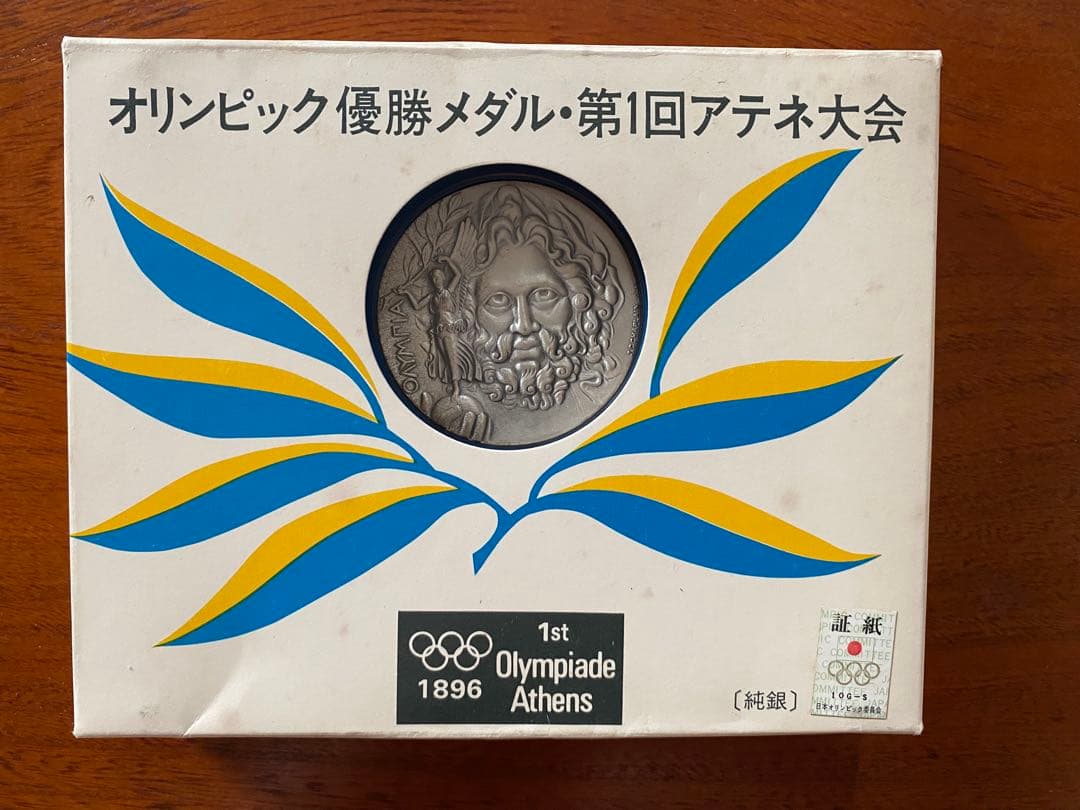 オリンピック優勝メダル・第1回アテネ大会
ΟΛΥΜΠΙΑ
1st
Olympiade
1896
Athens
〔純銀〕
証紙
10G-S
日本オリンピック委員会